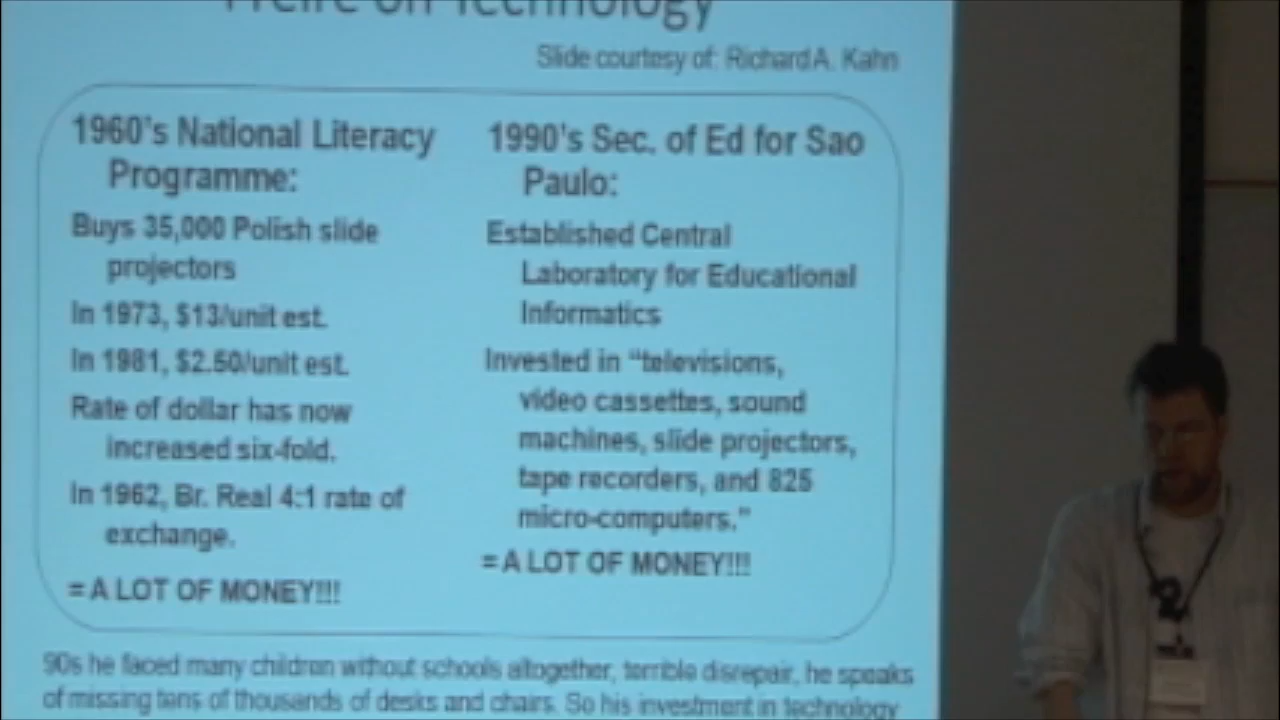 Freire on Technology
Slide courtesy of: Richard A. Kahn
1960's National Literacy
Programme:
Buys 35,000 Polish slide
projectors
In 1973, $13/unit est.
In 1981, $2.50/unit est.
Rate of dollar has now
increased six-fold.
In 1962, Br. Real 4:1 rate of
exchange.
= A LOT OF MONEY!!!
1990's Sec. of Ed for Sao
Paulo:
Established Central
Laboratory for Educational
Informatics
Invested in “televisions,
video cassettes, sound
machines, slide projectors,
tape recorders, and 825
micro-computers.”
= A LOT OF MONEY!!!
90s he faced many children without schools altogether, terrible disrepair, he speaks
of missing tens of thousands of desks and chairs. So his investment in technology